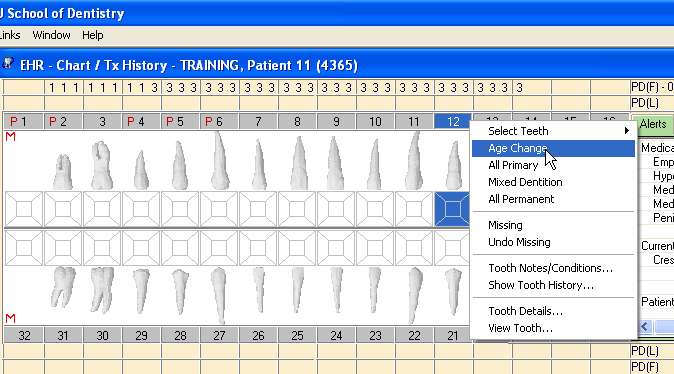 J School of Dentistry
Links Window Help
EHR - Chart / Tx History - TRAINING, Patient 11 (4365)
1 1 1 1 1 1 1 1 3 3 3 3 3 3 3 3 3 3 3 3 3 3 3 3 3 3 3 3 3 3 3 3 3 3 PD(F) - 0
PD(L)
P 1 P 2 3 P 4 P 5 P 6 7 8 9 10 11 12 13 14 15 16 Alerts
M
Select Teeth
Age Change
All Primary
Mixed Dentition
All Permanent
Missing
Undo Missing
Tooth Notes/Conditions...
Show Tooth History...
Tooth Details...
View Tooth...
Medica
Emp
Hype
Med
Med
Peni
Current
Cres
Patient
M
32 31 30 29 28 27 26 25 24 23 22 21
PD(L)
PD(F)